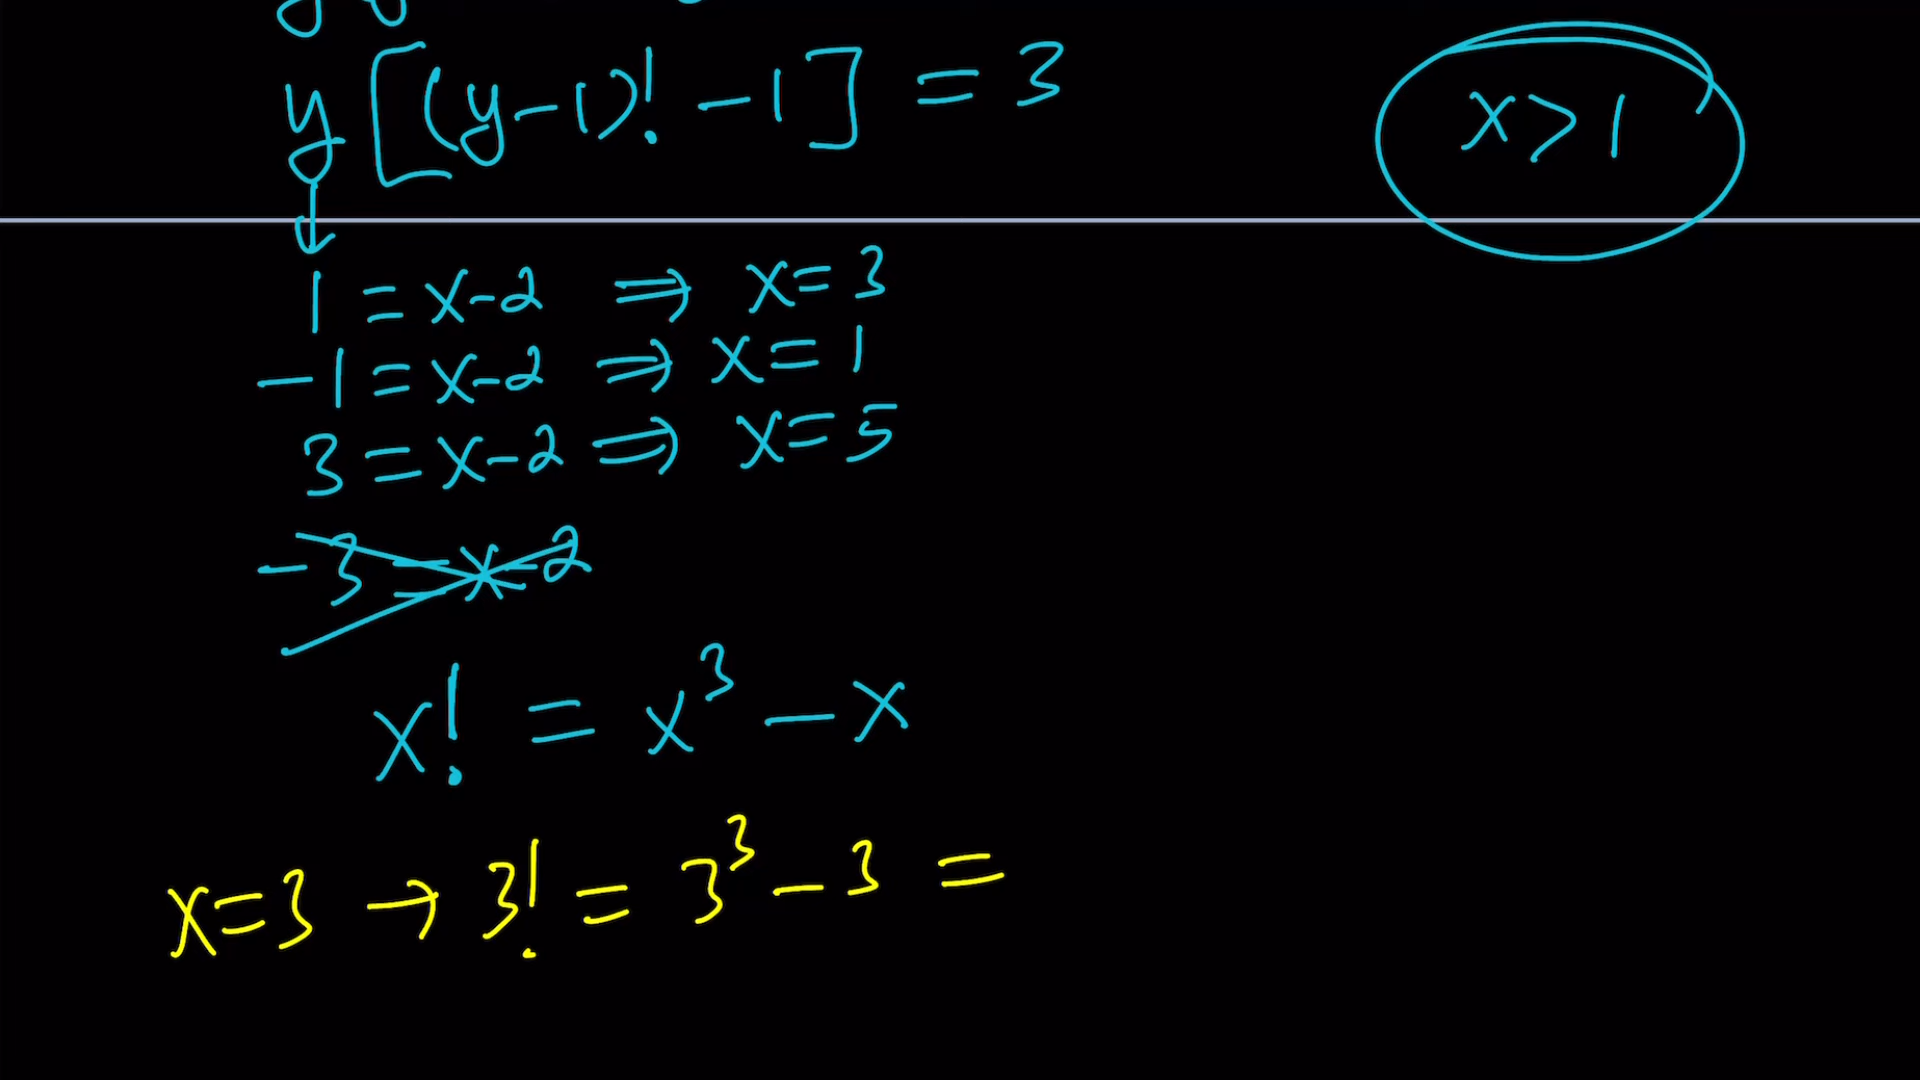 y[(y-1)! - 1] = 3
x > 1
1 = x-2 ⇒ x = 3
-1 = x-2 ⇒ x = 1
3 = x-2 ⇒ x = 5
-3 = x-2
x! = x³ - x
x = 3 → 3! = 3³ - 3 =